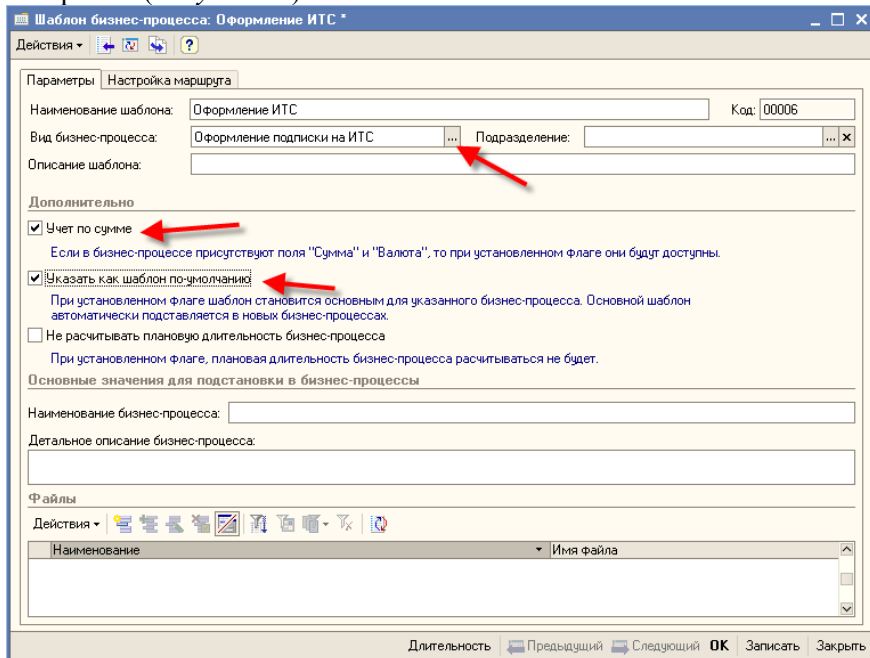 Шаблон бизнес-процесса: Оформление ИТС *
Действия
Параметры Настройка маршрута
Наименование шаблона: Оформление ИТС Код: 00006
Вид бизнес-процесса: Оформление подписки на ИТС ... Подразделение: ... x
Описание шаблона:
Дополнительно
Учет по сумме
Если в бизнес-процессе присутствуют поля "Сумма" и "Валюта", то при установленном флаге они будут доступны.
Указать как шаблон по-умолчанию
При установленном флаге шаблон становится основным для указанного бизнес-процесса. Основной шаблон
автоматически подставляется в новых бизнес-процессах.
Не расчитывать плановую длительность бизнес-процесса
При установленном флаге, плановая длительность бизнес-процесса расчитываться не будет.
Основные значения для подстановки в бизнес-процессы
Наименование бизнес-процесса:
Детальное описание бизнес-процесса:
Файлы
Действия
Наименование Имя файла
Длительность Предыдущий Следующий OK Записать Закрыть